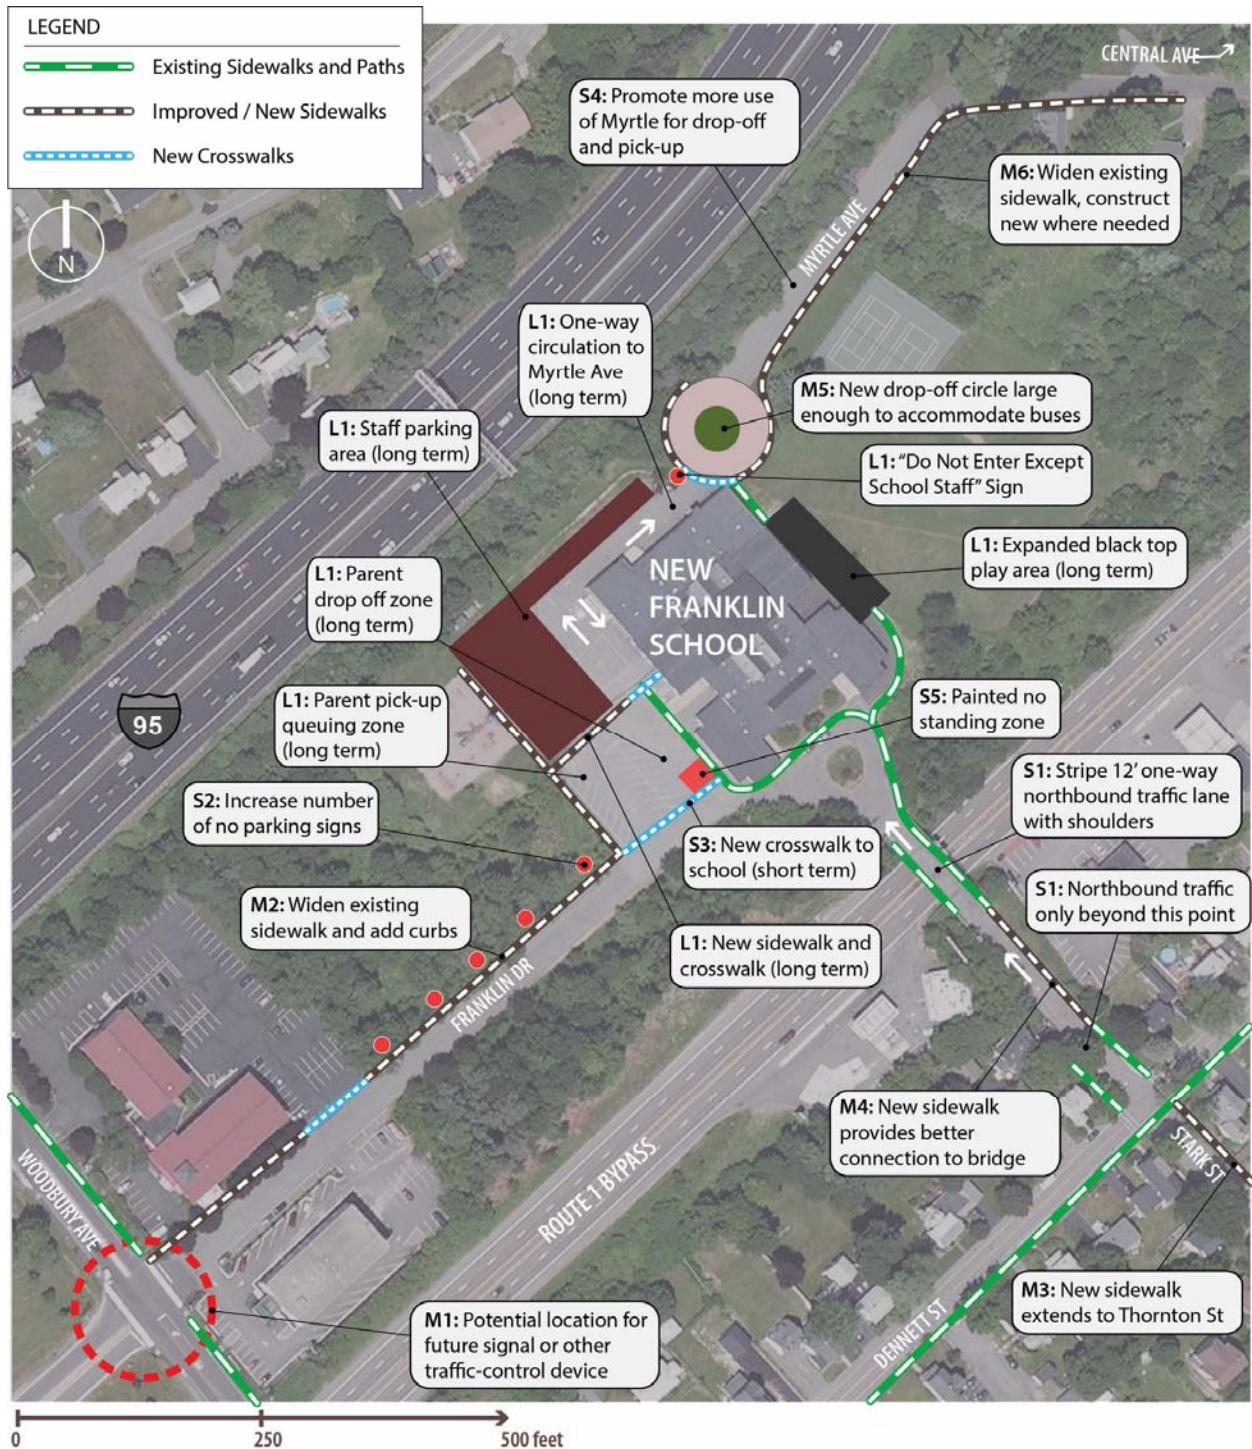 LEGEND
Existing Sidewalks and Paths
Improved / New Sidewalks
New Crosswalks
N
CENTRAL AVE
S4: Promote more use
of Myrtle for drop-off
and pick-up
M6: Widen existing
sidewalk, construct
new where needed
MYRTLE AVE
L1: One-way
circulation to
Myrtle Ave
(long term)
M5: New drop-off circle large
enough to accommodate buses
L1: Staff parking
area (long term)
L1: “Do Not Enter Except
School Staff” Sign
L1: Expanded black top
play area (long term)
L1: Parent
drop off zone
(long term)
NEW
FRANKLIN
SCHOOL
L1: Parent pick-up
queuing zone
(long term)
S5: Painted no
standing zone
95
S1: Stripe 12’ one-way
northbound traffic lane
with shoulders
S2: Increase number
of no parking signs
S3: New crosswalk to
school (short term)
S1: Northbound traffic
only beyond this point
M2: Widen existing
sidewalk and add curbs
L1: New sidewalk and
crosswalk (long term)
FRANKLIN DR
M4: New sidewalk
provides better
connection to bridge
STARK ST
WOODBURY AVE
ROUTE 1 BYPASS
M3: New sidewalk
extends to Thornton St
M1: Potential location for
future signal or other
traffic-control device
DENNETT ST
0 250 500 feet